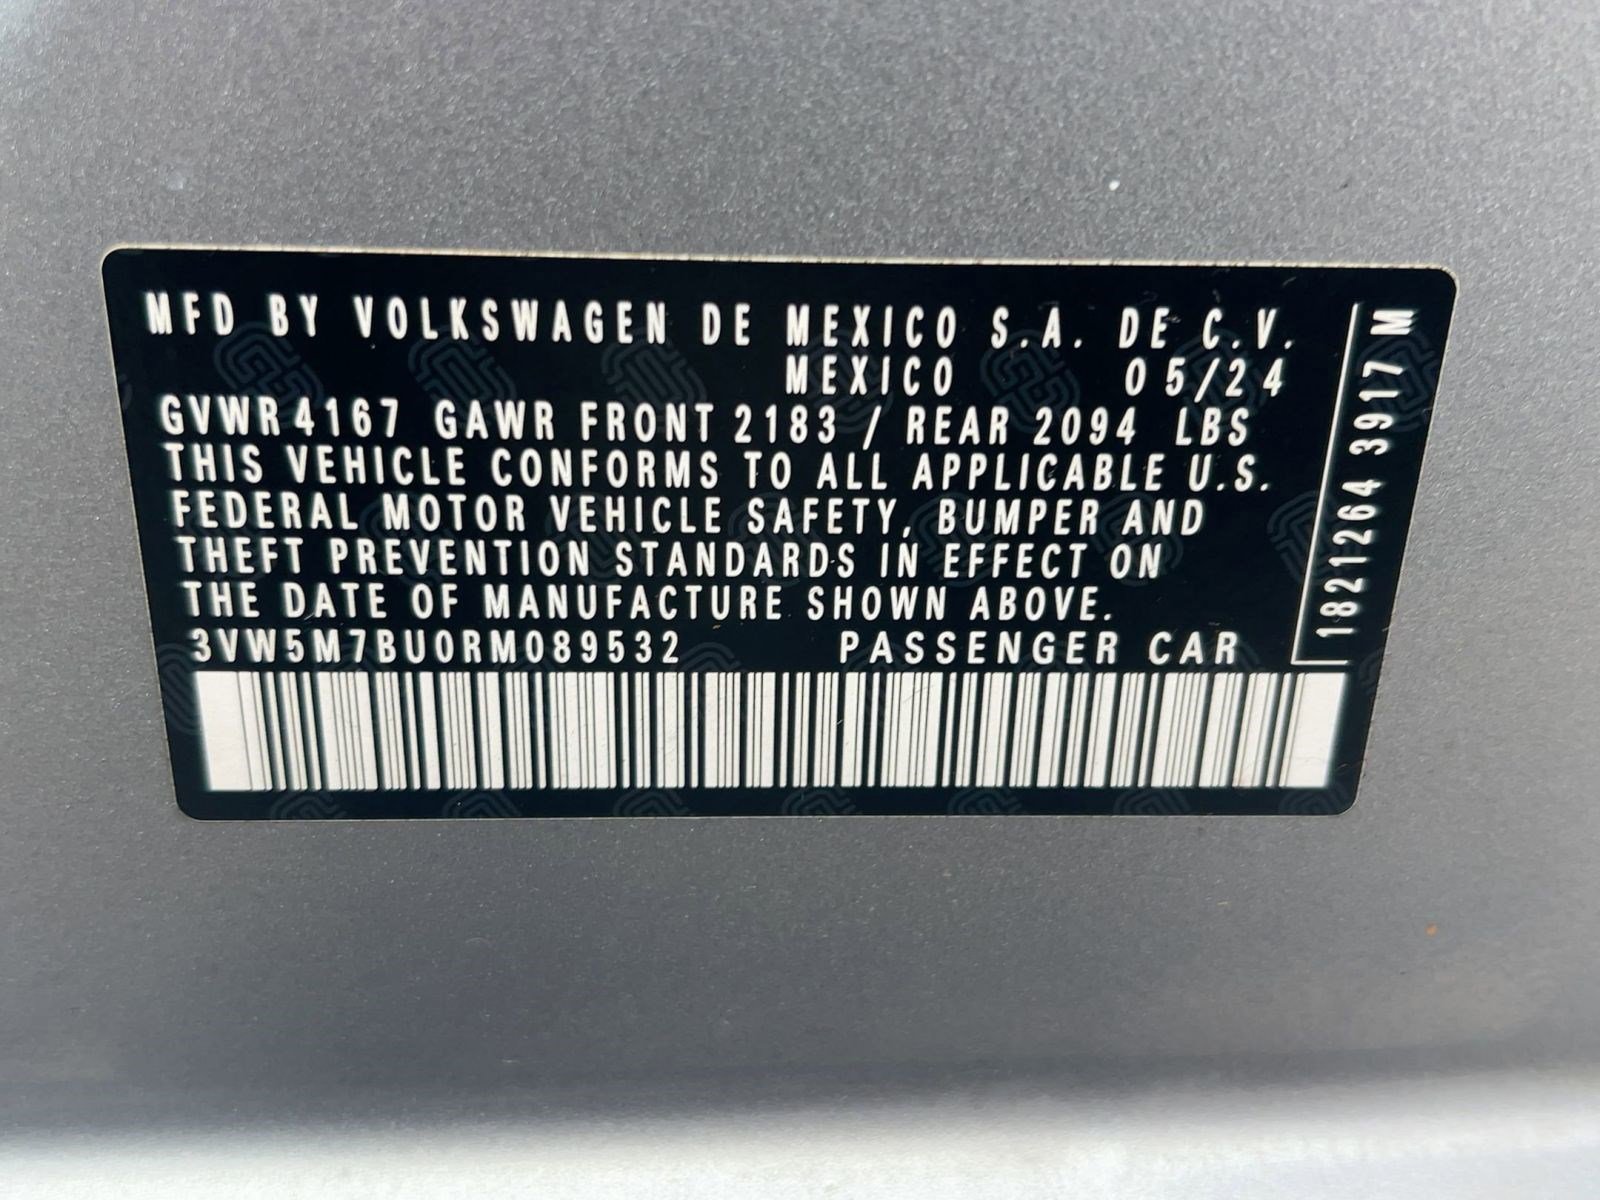 MFD BY VOLKSWAGEN DE MEXICO S.A. DE C.V.
MEXICO 05/24
GVWR 4167 GAWR FRONT 2183 / REAR 2094 LBS
THIS VEHICLE CONFORMS TO ALL APPLICABLE U.S.
FEDERAL MOTOR VEHICLE SAFETY, BUMPER AND
THEFT PREVENTION STANDARDS IN EFFECT ON
THE DATE OF MANUFACTURE SHOWN ABOVE.
3VW5M7BU0RM089532 PASSENGER CAR
1821264 3917 M